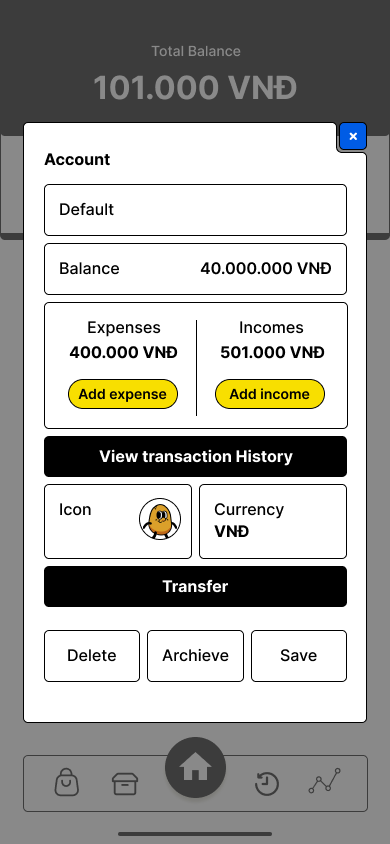 Total Balance
101.000 VNĐ
×
Account
Default
Balance 40.000.000 VNĐ
Expenses Incomes
400.000 VNĐ 501.000 VNĐ
Add expense Add income
View transaction History
Icon Currency
VNĐ
Transfer
Delete Archieve Save